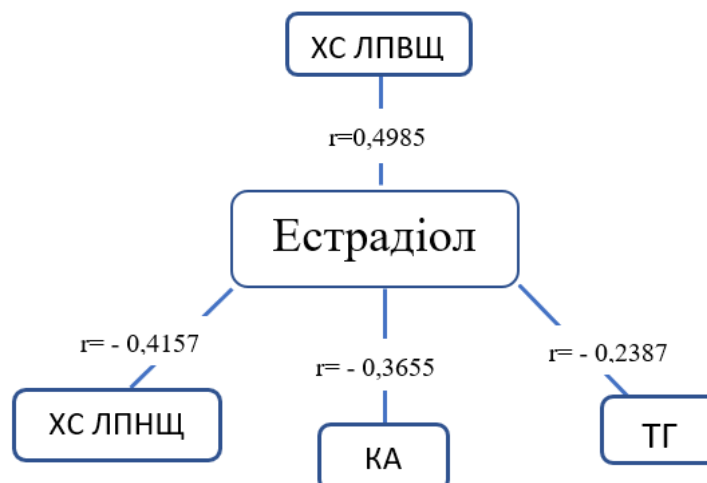 ХС ЛПВЩ
r=0,4985
Естрадіол
r= - 0,4157
r= - 0,3655
r= - 0,2387
ХС ЛПНЩ
КА
ТГ